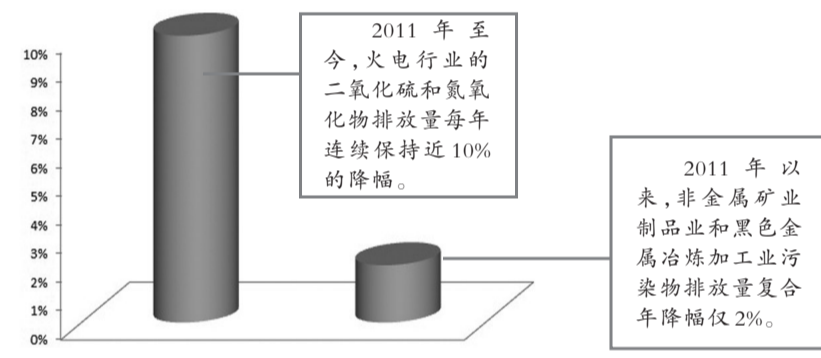 2011 年 至
今,火电行业的
二氧化硫和氮氧
化物排放量每年
连续保持近10%
的降幅。
10%
9%
8%
7%
6%
5%
4%
3%
2%
1%
0%
2011 年 以
来,非金属矿业
制品业和黑色金
属冶炼加工业污
染物排放量复合
年降幅仅2%。